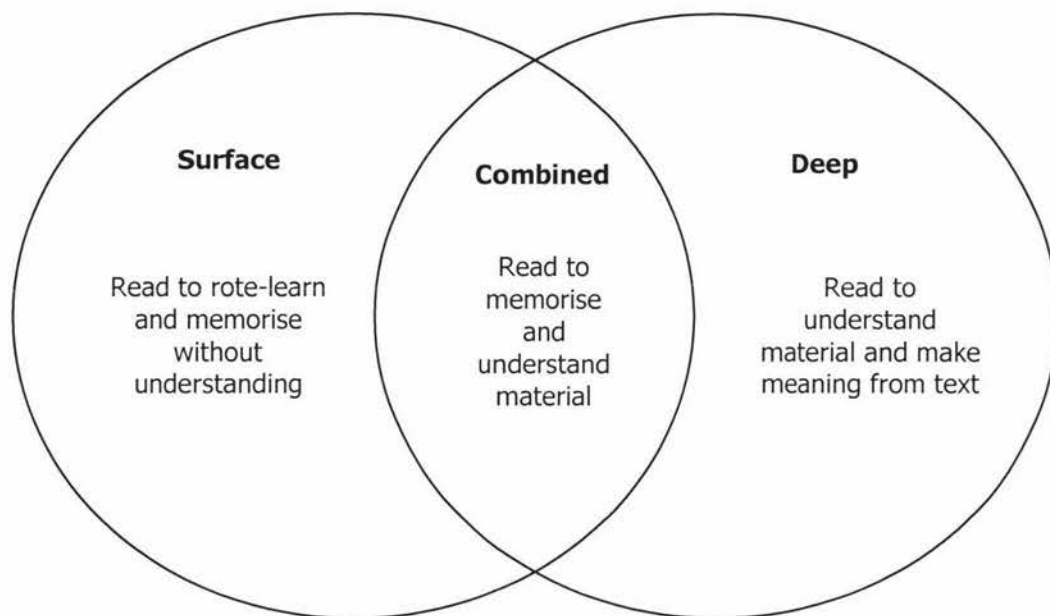 Surface
Read to rote-learn
and memorise
without
understanding
Combined
Read to
memorise
and
understand
material
Deep
Read to
understand
material and make
meaning from text